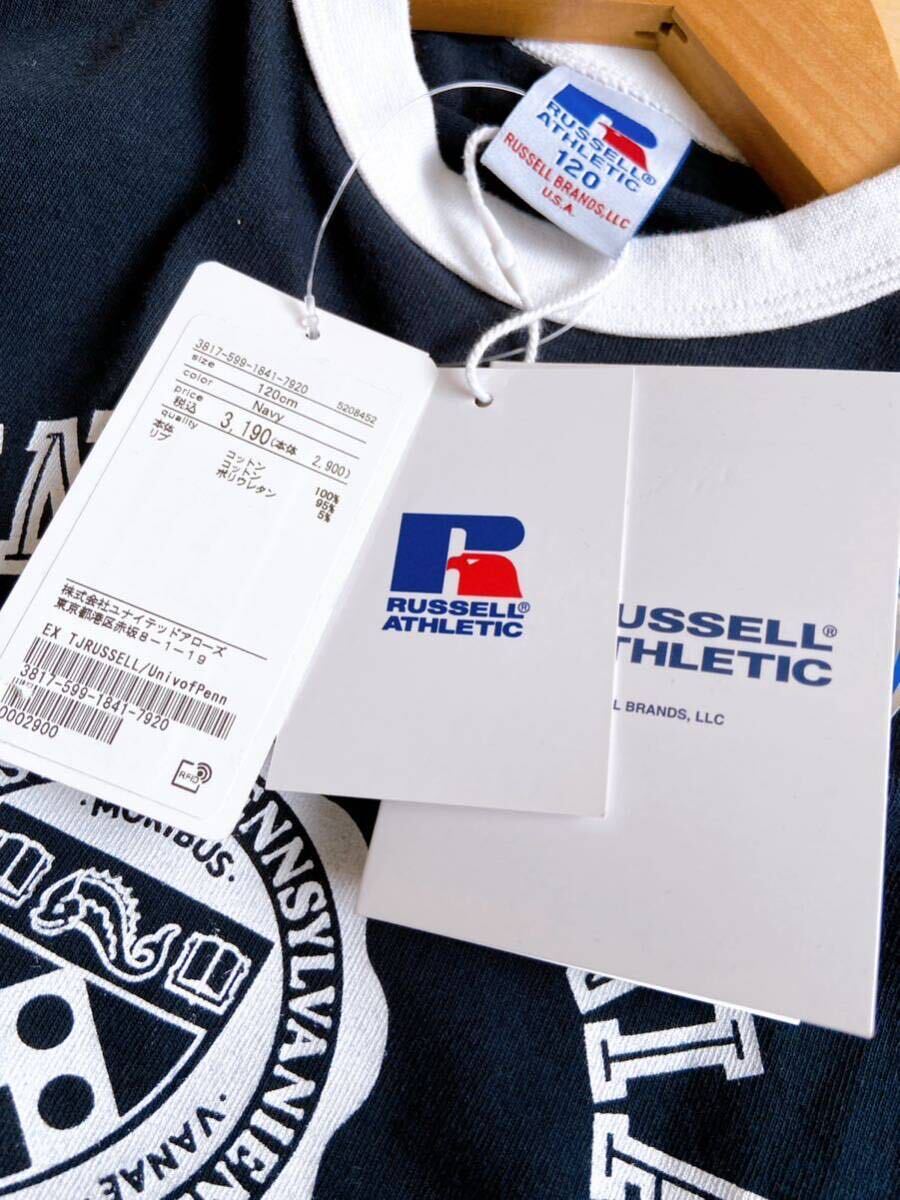 RUSSELL®
ATHLETIC
120
RUSSELL BRANDS, LLC
U.S.A.
3817-599-1841-7920
size 120cm 5208452
color Navy
price
税込 3,190(本体 2,900)
quality
本体 コットン 100%
リブ コットン 95%
ポリウレタン 5%
株式会社ユナイテッドアローズ
東京都港区赤坂8-1-19
EX TJRUSSELL/UnivofPenn
3817-599-1841-7920
0002900
RFID
RUSSELL®
ATHLETIC
USSELL®
THLETIC
L BRANDS, LLC
·MORIBUS·
ENNSYLVANIEN
·VANAE